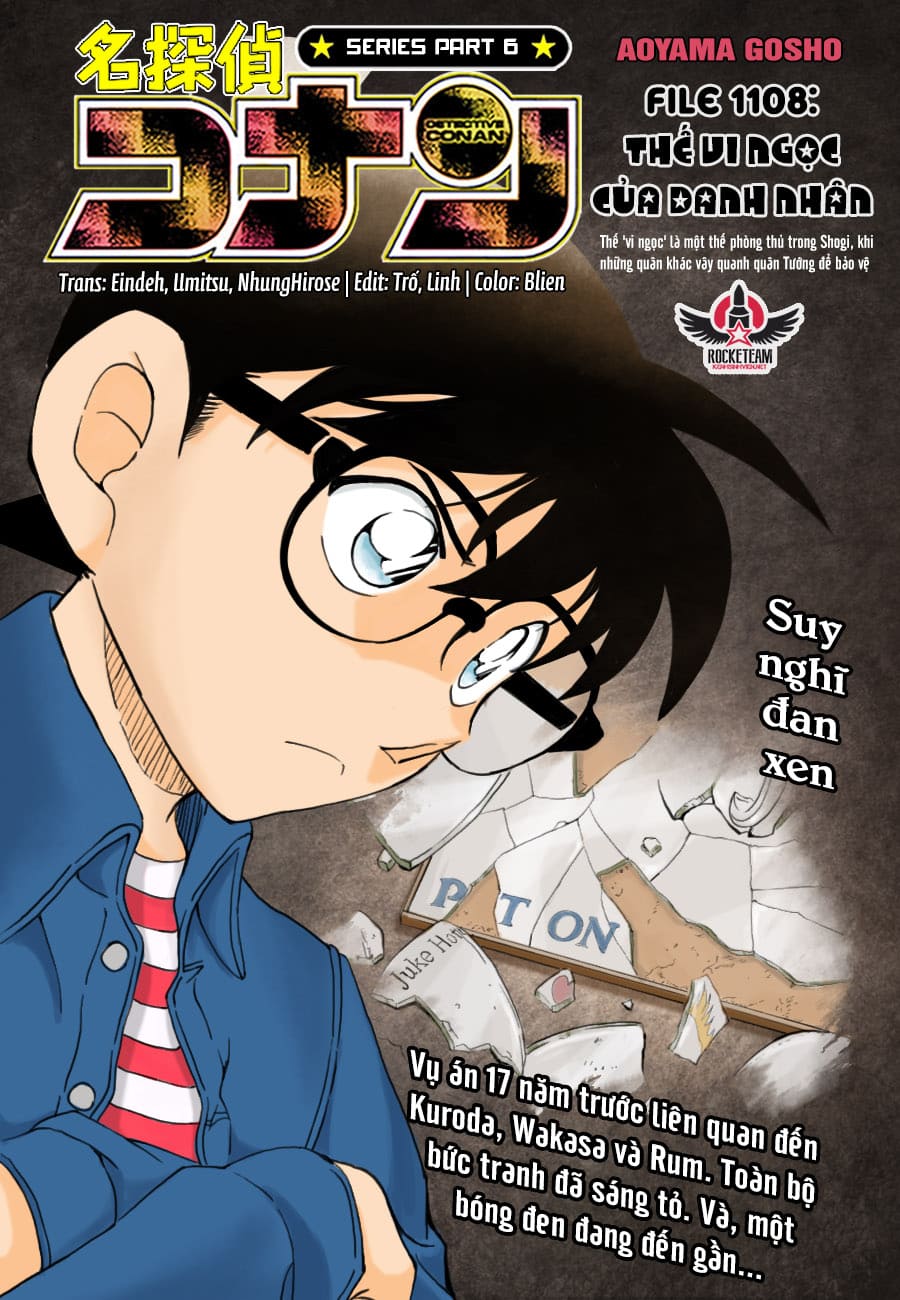 名探偵
★ SERIES PART 6 ★
コナン
DETECTIVE
CONAN
AOYAMA GOSHO
FILE 1108:
THẾ VI NGỌC
CỦA DANH NHÂN
Thế 'vi ngọc' là một thế phòng thủ trong Shogi, khi
những quân khác vây quanh quân Tướng để bảo vệ
Trans: Eindeh, Umitsu, NhungHirose | Edit: Trố, Linh | Color: Blien
ROCKETEAM
KENHSINHVIEN.NET
Suy
nghĩ
đan
xen
P T ON
Juke Hot
Vụ án 17 năm trước liên quan đến
Kuroda, Wakasa và Rum. Toàn bộ
bức tranh đã sáng tỏ. Và, một
bóng đen đang đến gần...